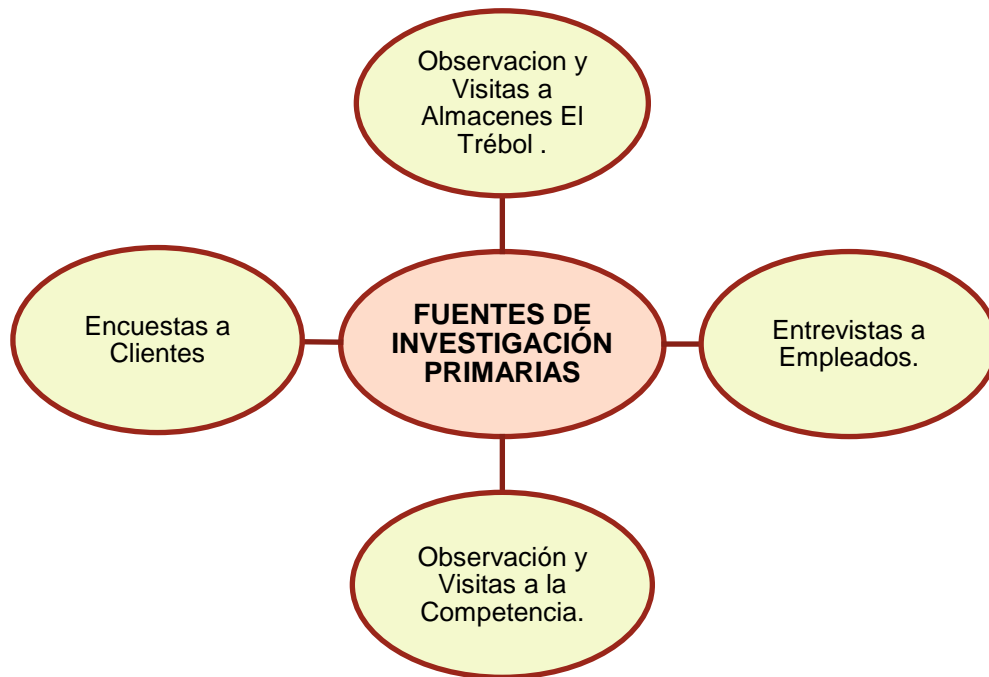 Observacion y
Visitas a
Almacenes El
Trébol .
Encuestas a
Clientes
FUENTES DE
INVESTIGACIÓN
PRIMARIAS
Entrevistas a
Empleados.
Observación y
Visitas a la
Competencia.